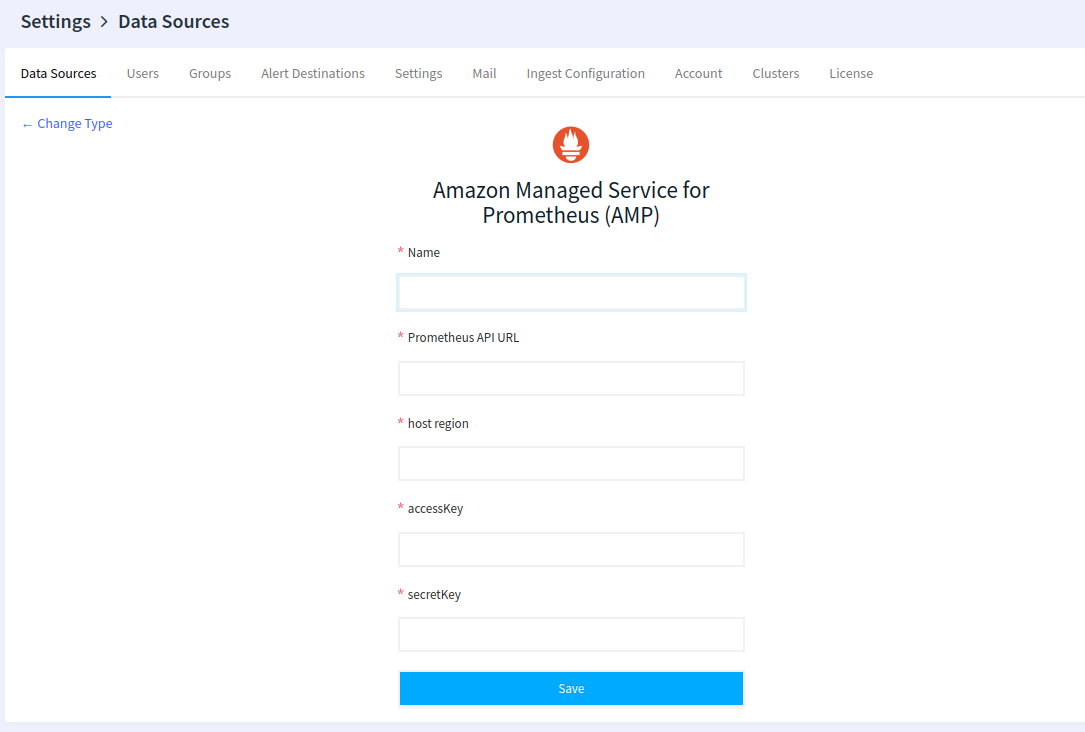 Settings > Data Sources
Data Sources Users Groups Alert Destinations Settings Mail Ingest Configuration Account Clusters License
← Change Type
Amazon Managed Service for
Prometheus (AMP)
* Name
* Prometheus API URL
* host region
* accessKey
* secretKey
Save